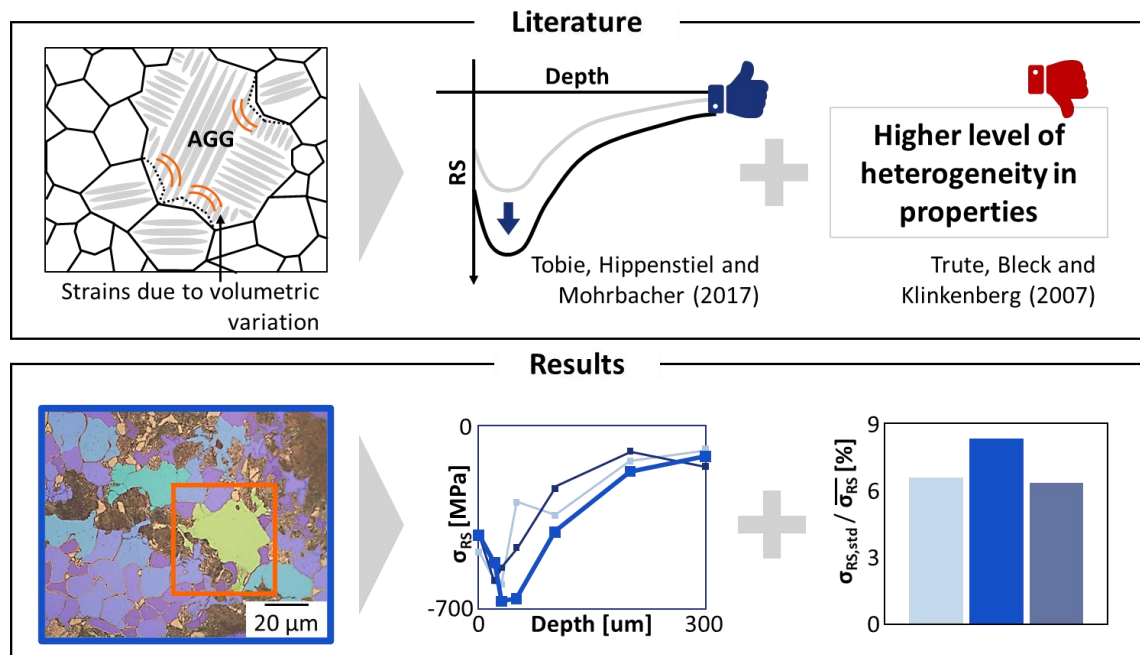 Literature
AGG
Strains due to volumetric
variation
Depth
RS
Tobie, Hippenstiel and
Mohrbacher (2017)
Higher level of
heterogeneity in
properties
Trute, Bleck and
Klinkenberg (2007)
Results
20 µm
0
σRS [MPa]
-700
0
Depth [um]
300
9
σRS,std / σRS [%]
6
3
0